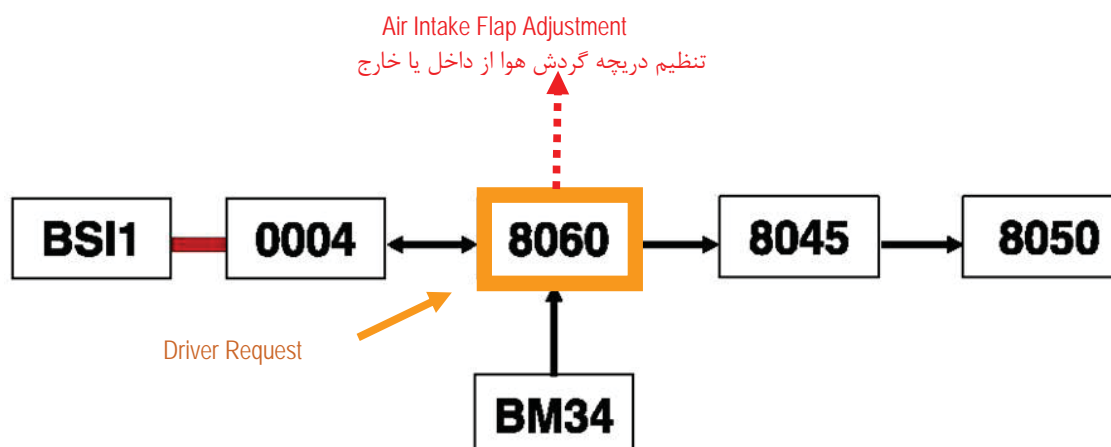 Air Intake Flap Adjustment
تنظیم دریچه گردش هوا از داخل یا خارج
BSI1
0004
8060
8045
8050
Driver Request
BM34